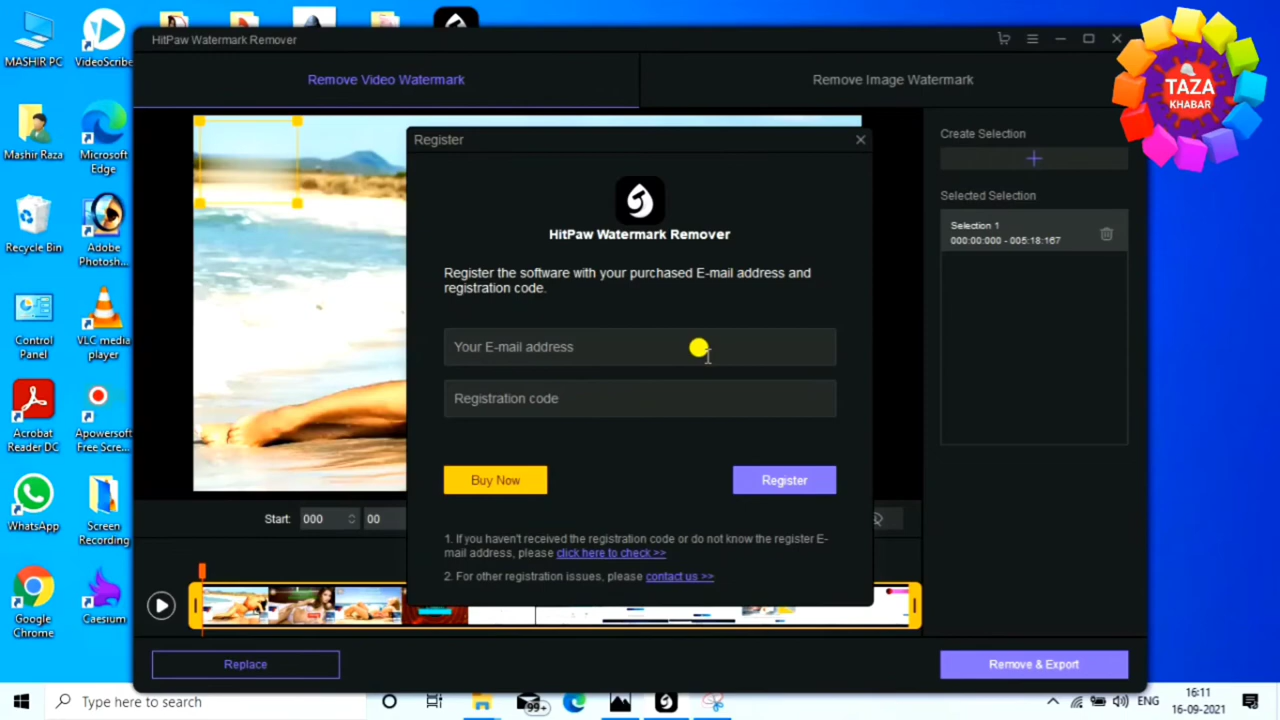 MASHIR PC
VideoScribe
Mashir Raza
Microsoft
Edge
Recycle Bin
Adobe
Photosh...
Control
Panel
VLC media
player
Acrobat
Reader DC
Apowersoft
Free Scre...
WhatsApp
Screen
Recording
Google
Chrome
Caesium
HitPaw Watermark Remover
Remove Video Watermark
Remove Image Watermark
TAZA
KHABAR
Register
HitPaw Watermark Remover
Register the software with your purchased E-mail address and
registration code.
Your E-mail address
Registration code
Buy Now
Register
1. If you haven't received the registration code or do not know the register E-
mail address, please click here to check >>
2. For other registration issues, please contact us >>
Create Selection
Selected Selection
Selection 1
000:00:000 - 005:18:167
Start: 000 00
Replace
Remove & Export
Type here to search
99+
ENG
16:11
16-09-2021